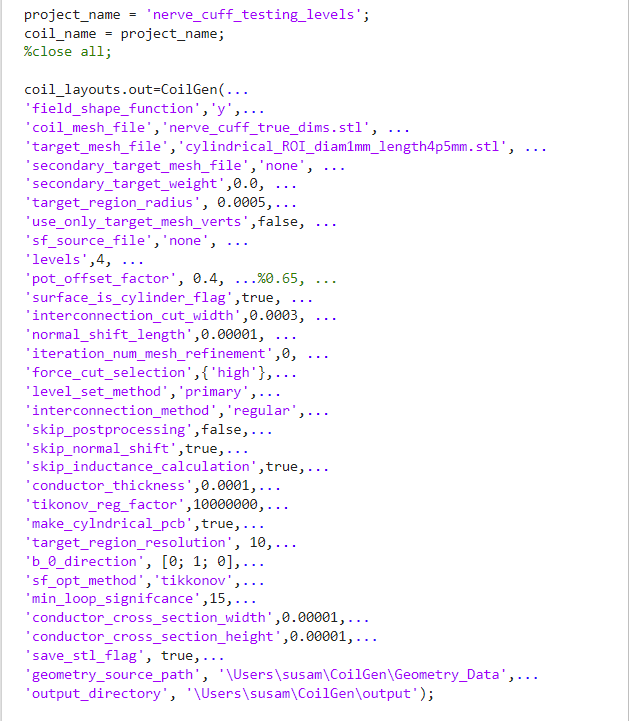 project_name = 'nerve_cuff_testing_levels';
coil_name = project_name;
%close all;
coil_layouts.out=CoilGen(...
'field_shape_function','y',...
'coil_mesh_file','nerve_cuff_true_dims.stl', ...
'target_mesh_file','cylindrical_ROI_diam1mm_length4p5mm.stl', ...
'secondary_target_mesh_file','none', ...
'secondary_target_weight',0.0, ...
'target_region_radius', 0.0005,...
'use_only_target_mesh_verts',false, ...
'sf_source_file','none', ...
'levels',4, ...
'pot_offset_factor', 0.4, ...%0.65, ...
'surface_is_cylinder_flag',true, ...
'interconnection_cut_width',0.0003, ...
'normal_shift_length',0.00001, ...
'iteration_num_mesh_refinement',0, ...
'force_cut_selection',{'high'},...
'level_set_method','primary',...
'interconnection_method','regular',...
'skip_postprocessing',false,...
'skip_normal_shift',true,...
'skip_inductance_calculation',true,...
'conductor_thickness',0.0001,...
'tikonov_reg_factor',10000000,...
'make_cylndrical_pcb',true,...
'target_region_resolution', 10,...
'b_0_direction', [0; 1; 0],...
'sf_opt_method','tikkonov',...
'min_loop_signifcance',15,...
'conductor_cross_section_width',0.00001,...
'conductor_cross_section_height',0.00001,...
'save_stl_flag', true,...
'geometry_source_path', '\Users\susam\CoilGen\Geometry_Data',...
'output_directory', '\Users\susam\CoilGen\output');